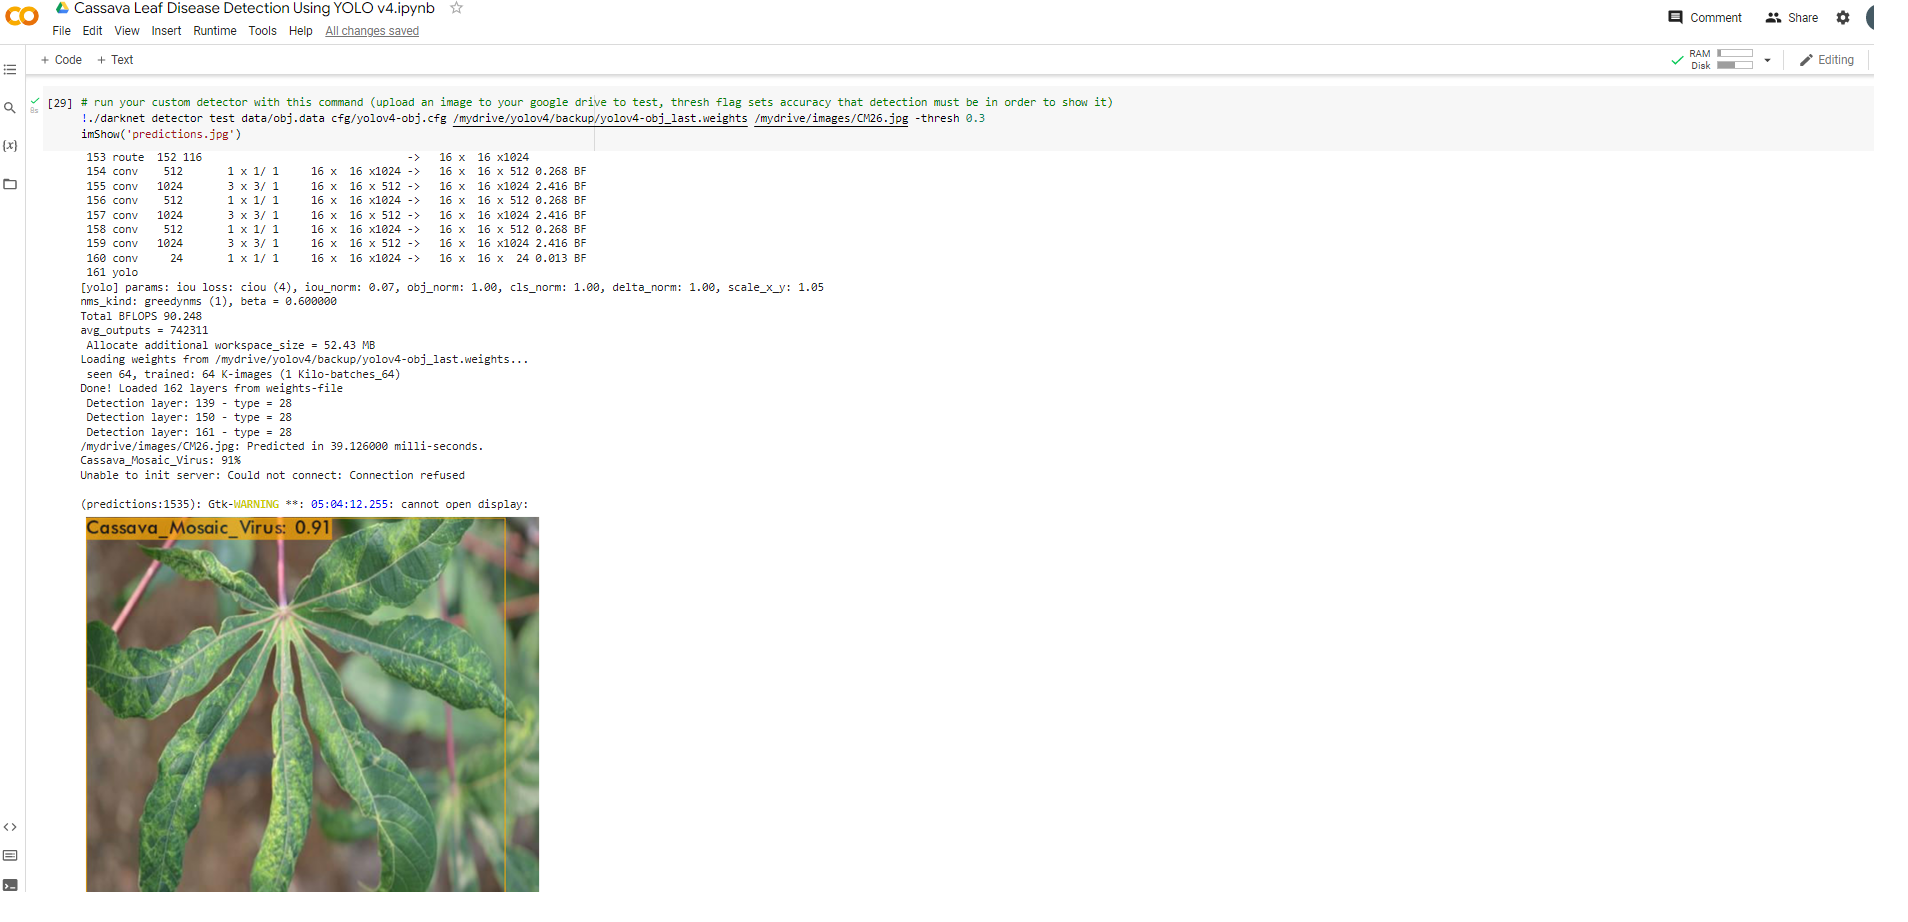 Cassava Leaf Disease Detection Using YOLO v4.ipynb
File Edit View Insert Runtime Tools Help All changes saved
Comment Share
+ Code + Text
RAM
Disk
Editing
[29] # run your custom detector with this command (upload an image to your google drive to test, thresh flag sets accuracy that detection must be in order to show it)
0s
!./darknet detector test data/obj.data cfg/yolov4-obj.cfg /mydrive/yolov4/backup/yolov4-obj_last.weights /mydrive/images/CM26.jpg -thresh 0.3
imShow('predictions.jpg')
{x}
153 route 152 116 -> 16 x 16 x1024
154 conv 512 1 x 1/ 1 16 x 16 x1024 -> 16 x 16 x 512 0.268 BF
155 conv 1024 3 x 3/ 1 16 x 16 x 512 -> 16 x 16 x1024 2.416 BF
156 conv 512 1 x 1/ 1 16 x 16 x1024 -> 16 x 16 x 512 0.268 BF
157 conv 1024 3 x 3/ 1 16 x 16 x 512 -> 16 x 16 x1024 2.416 BF
158 conv 512 1 x 1/ 1 16 x 16 x1024 -> 16 x 16 x 512 0.268 BF
159 conv 1024 3 x 3/ 1 16 x 16 x 512 -> 16 x 16 x1024 2.416 BF
160 conv 24 1 x 1/ 1 16 x 16 x1024 -> 16 x 16 x 24 0.013 BF
161 yolo
[yolo] params: iou loss: ciou (4), iou_norm: 0.07, obj_norm: 1.00, cls_norm: 1.00, delta_norm: 1.00, scale_x_y: 1.05
nms_kind: greedynms (1), beta = 0.600000
Total BFLOPS 90.248
avg_outputs = 742311
Allocate additional workspace_size = 52.43 MB
Loading weights from /mydrive/yolov4/backup/yolov4-obj_last.weights...
seen 64, trained: 64 K-images (1 Kilo-batches_64)
Done! Loaded 162 layers from weights-file
Detection layer: 139 - type = 28
Detection layer: 150 - type = 28
Detection layer: 161 - type = 28
/mydrive/images/CM26.jpg: Predicted in 39.126000 milli-seconds.
Cassava_Mosaic_Virus: 91%
Unable to init server: Could not connect: Connection refused
(predictions:1535): Gtk-WARNING **: 05:04:12.255: cannot open display:
Cassava_Mosaic_Virus: 0.91